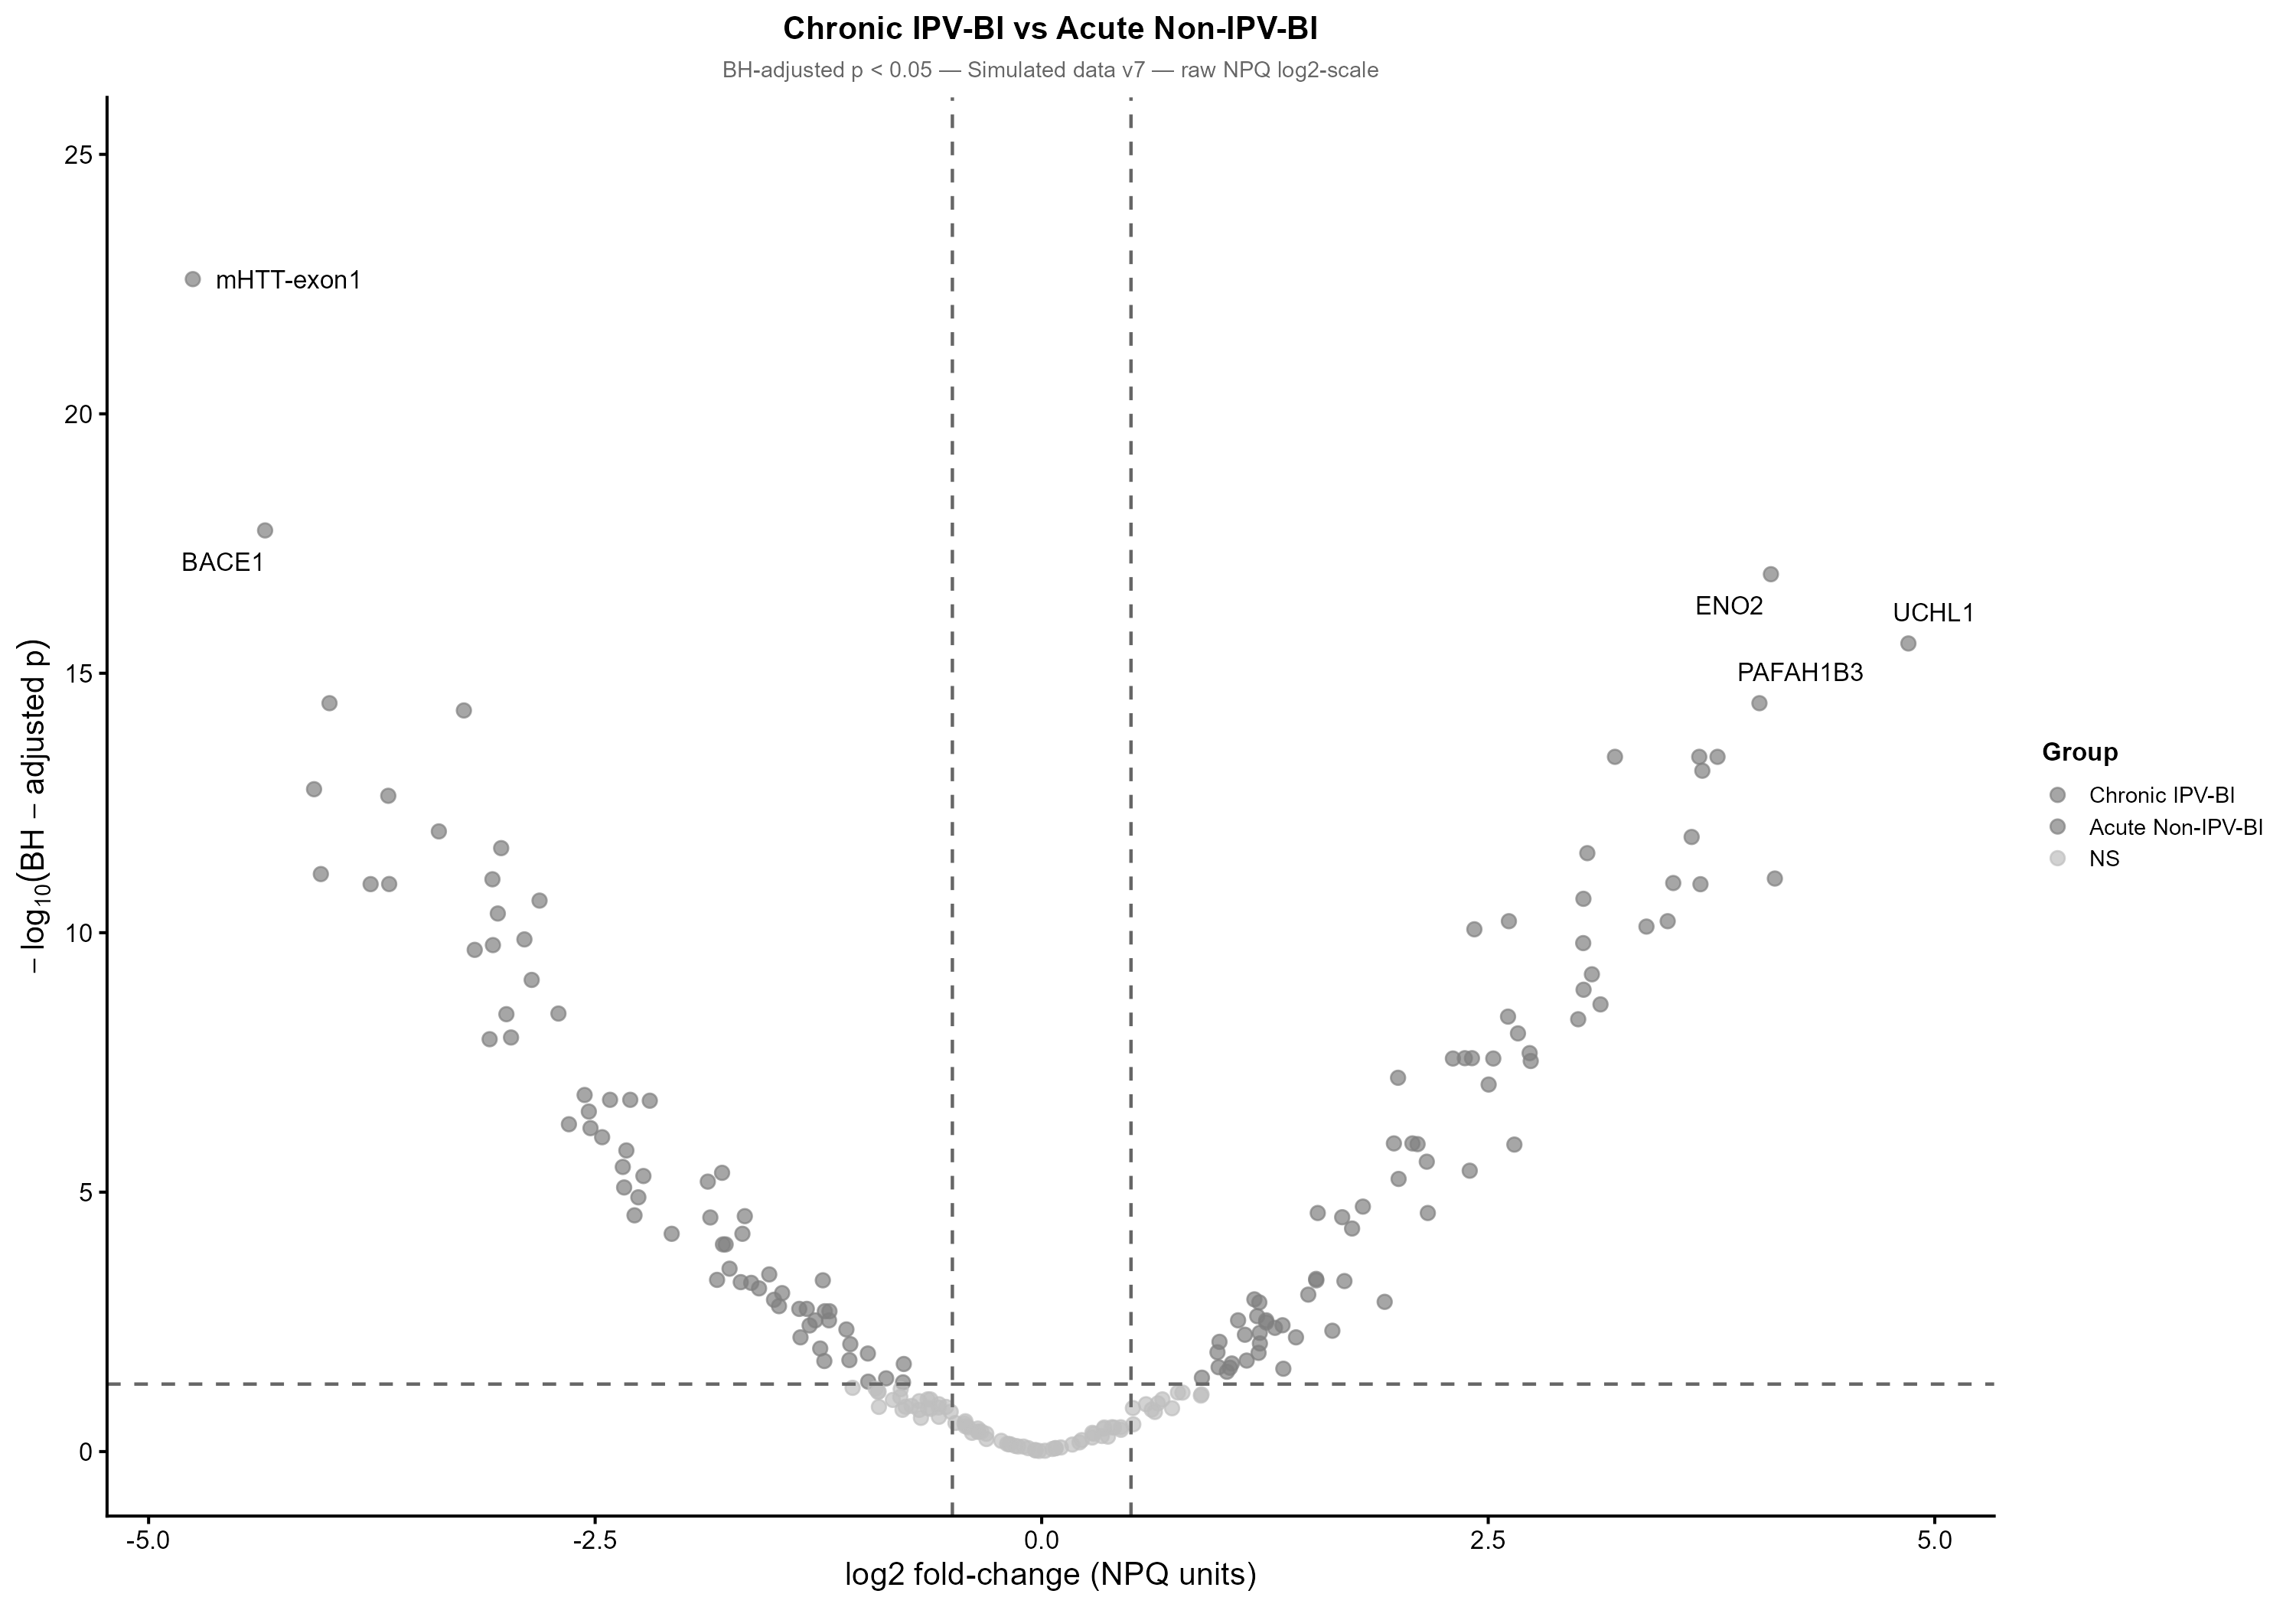 Chronic IPV-BI vs Acute Non-IPV-BI
BH-adjusted p < 0.05 — Simulated data v7 — raw NPQ log2-scale
25
20
15
10
5
0
− log10(BH − adjusted p)
mHTT-exon1
BACE1
ENO2
UCHL1
PAFAH1B3
Group
Chronic IPV-BI
Acute Non-IPV-BI
NS
-5.0
-2.5
0.0
2.5
5.0
log2 fold-change (NPQ units)